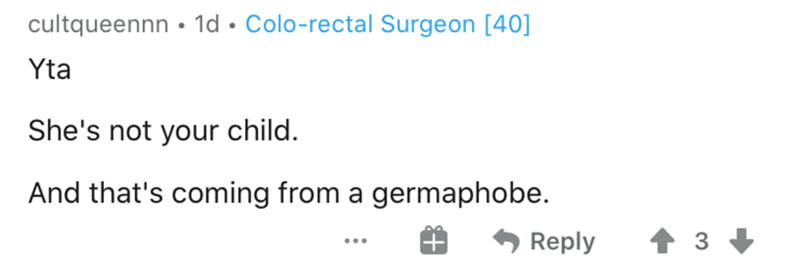 cultqueennn • 1d • Colo-rectal Surgeon [40]
Yta
She's not your child.
And that's coming from a germaphobe.
... Reply 3